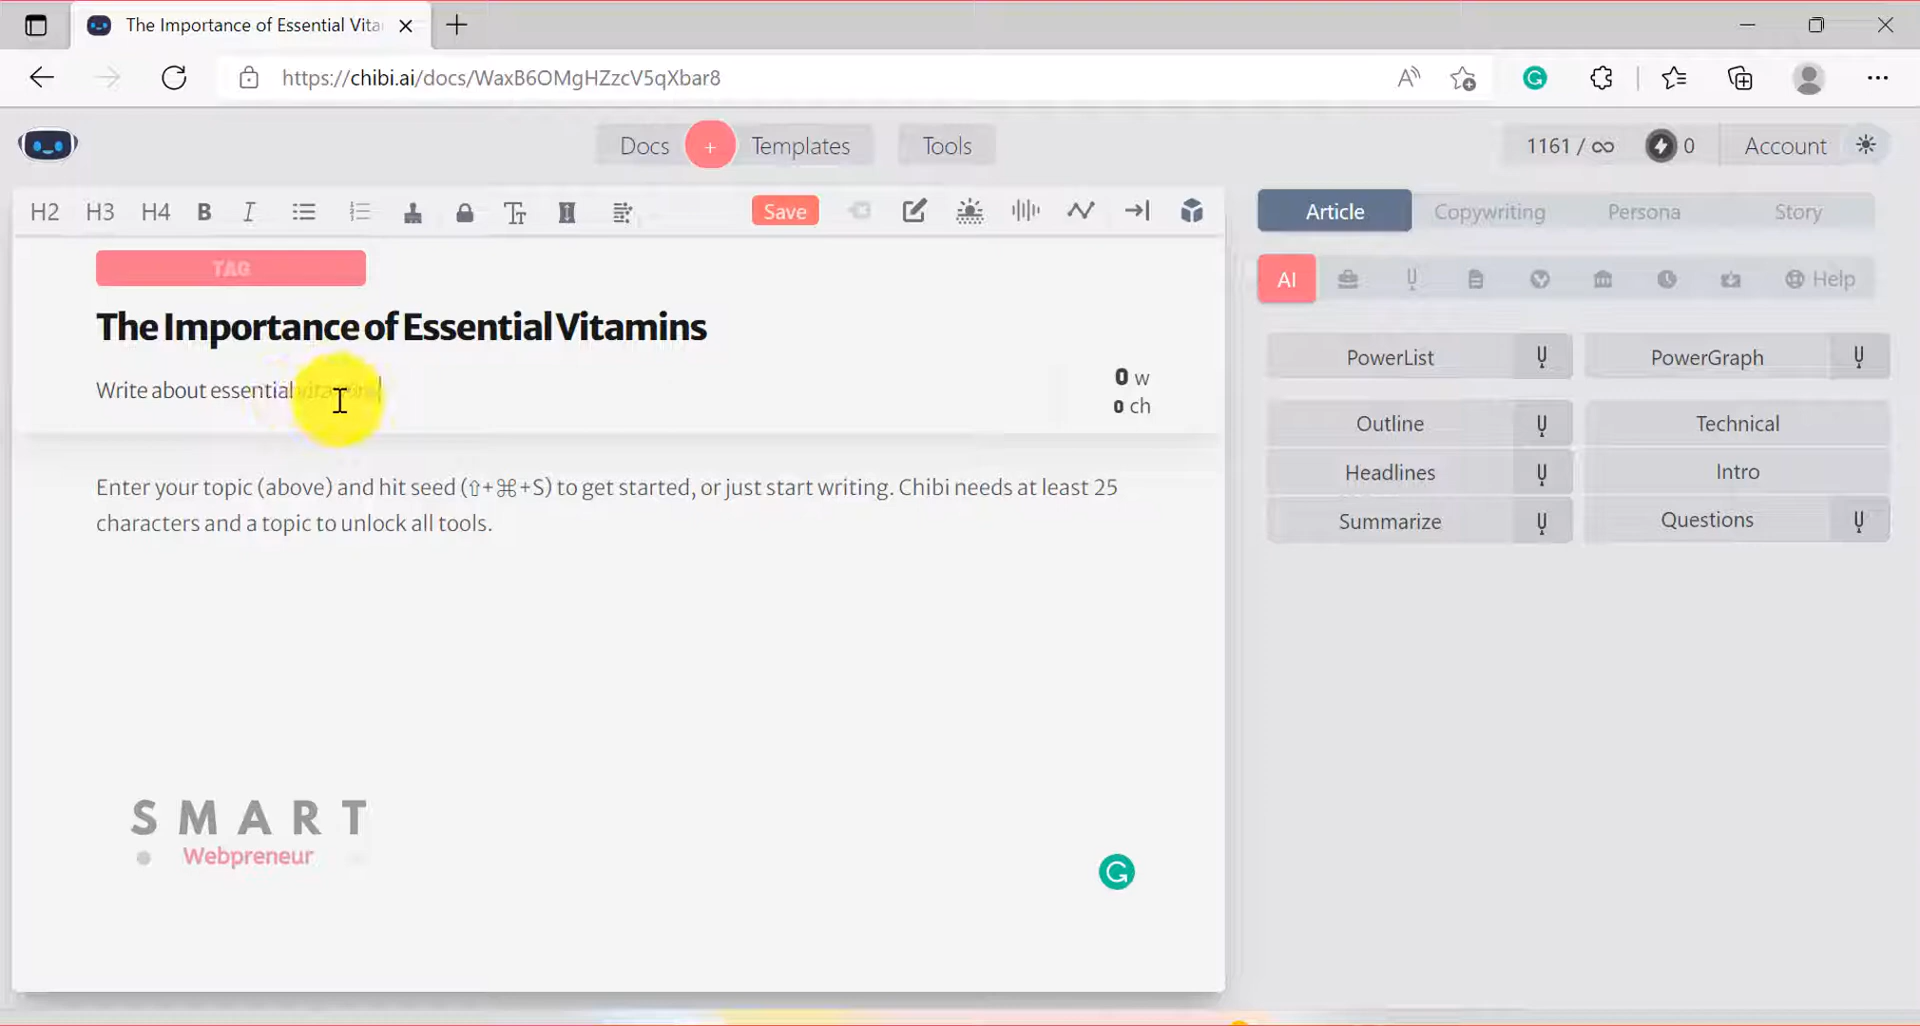 The Importance of Essential Vita
https://chibi.ai/docs/WaxB6OMgHZzcV5qXbar8
Docs + Templates Tools 1161 / ∞ 0 Account
H2 H3 H4 B I Save
Article Copywriting Persona Story
TAG
AI Help
The Importance of Essential Vitamins
Write about essential vitamins
0 w
0 ch
PowerList PowerGraph
Outline Technical
Headlines Intro
Summarize Questions
Enter your topic (above) and hit seed (⇧+⌘+S) to get started, or just start writing. Chibi needs at least 25
characters and a topic to unlock all tools.
SMART
Webpreneur